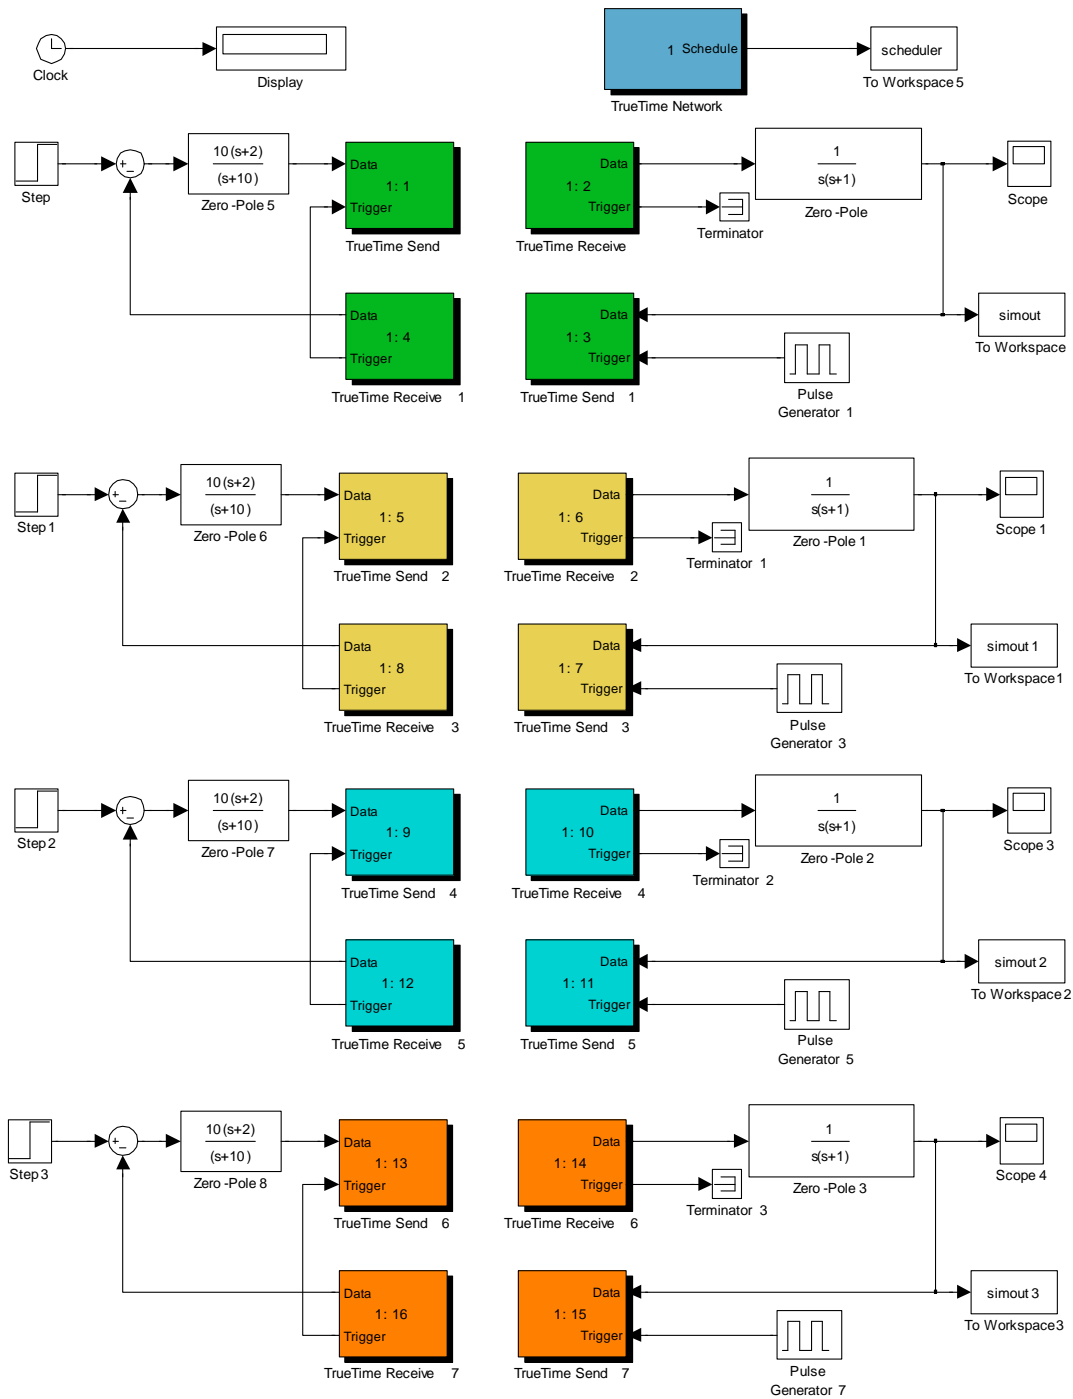 Clock
Display
1 Schedule
TrueTime Network
scheduler
To Workspace 5
Step
+
−
10(s+2)
(s+10)
Zero -Pole 5
Data
1: 1
Trigger
TrueTime Send
Data
1: 2
Trigger
TrueTime Receive
Terminator
1
s(s+1)
Zero -Pole
Scope
Data
1: 4
Trigger
TrueTime Receive 1
Data
1: 3
Trigger
TrueTime Send 1
Pulse
Generator 1
simout
To Workspace
Step 1
+
−
10(s+2)
(s+10)
Zero -Pole 6
Data
1: 5
Trigger
TrueTime Send 2
Data
1: 6
Trigger
TrueTime Receive 2
Terminator 1
1
s(s+1)
Zero -Pole 1
Scope 1
Data
1: 8
Trigger
TrueTime Receive 3
Data
1: 7
Trigger
TrueTime Send 3
Pulse
Generator 3
simout 1
To Workspace1
Step 2
+
−
10(s+2)
(s+10)
Zero -Pole 7
Data
1: 9
Trigger
TrueTime Send 4
Data
1: 10
Trigger
TrueTime Receive 4
Terminator 2
1
s(s+1)
Zero -Pole 2
Scope 3
Data
1: 12
Trigger
TrueTime Receive 5
Data
1: 11
Trigger
TrueTime Send 5
Pulse
Generator 5
simout 2
To Workspace2
Step 3
+
−
10(s+2)
(s+10)
Zero -Pole 8
Data
1: 13
Trigger
TrueTime Send 6
Data
1: 14
Trigger
TrueTime Receive 6
Terminator 3
1
s(s+1)
Zero -Pole 3
Scope 4
Data
1: 16
Trigger
TrueTime Receive 7
Data
1: 15
Trigger
TrueTime Send 7
Pulse
Generator 7
simout 3
To Workspace3